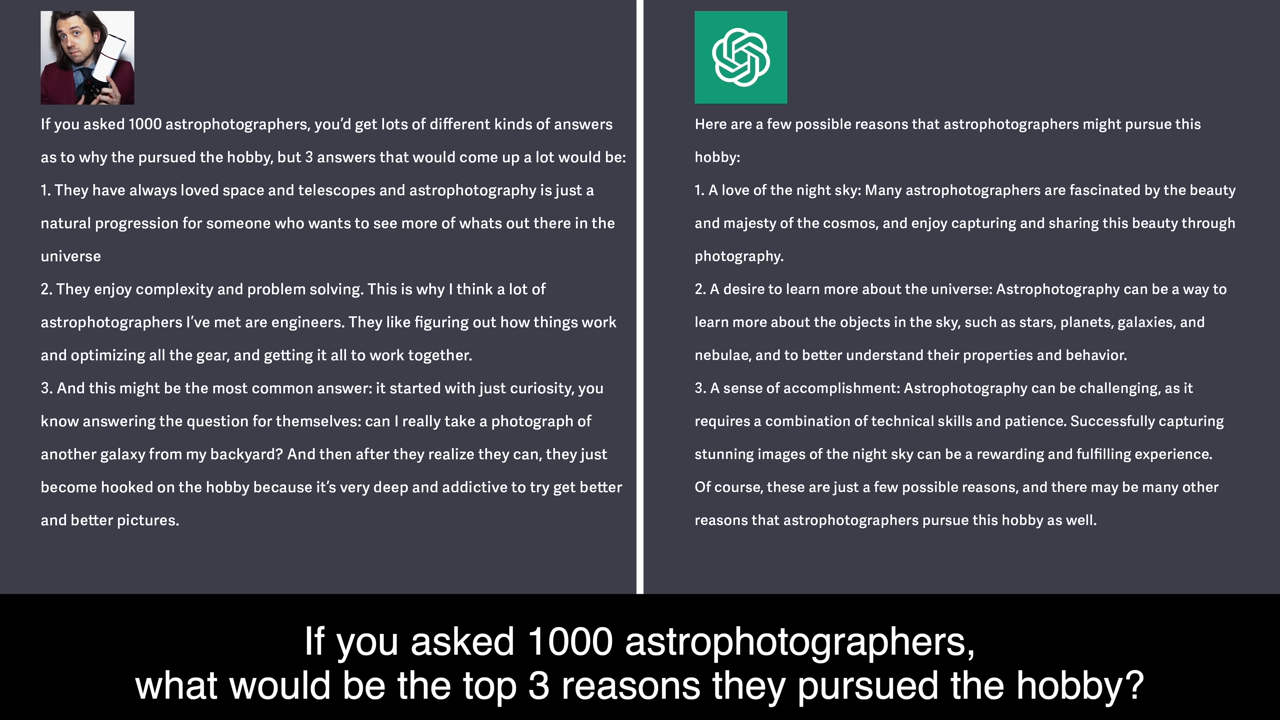 If you asked 1000 astrophotographers, you'd get lots of different kinds of answers
as to why the pursued the hobby, but 3 answers that would come up a lot would be:
1. They have always loved space and telescopes and astrophotography is just a
natural progression for someone who wants to see more of whats out there in the
universe
2. They enjoy complexity and problem solving. This is why I think a lot of
astrophotographers I've met are engineers. They like figuring out how things work
and optimizing all the gear, and getting it all to work together.
3. And this might be the most common answer: it started with just curiosity, you
know answering the question for themselves: can I really take a photograph of
another galaxy from my backyard? And then after they realize they can, they just
become hooked on the hobby because it's very deep and addictive to try get better
and better pictures.
Here are a few possible reasons that astrophotographers might pursue this
hobby:
1. A love of the night sky: Many astrophotographers are fascinated by the beauty
and majesty of the cosmos, and enjoy capturing and sharing this beauty through
photography.
2. A desire to learn more about the universe: Astrophotography can be a way to
learn more about the objects in the sky, such as stars, planets, galaxies, and
nebulae, and to better understand their properties and behavior.
3. A sense of accomplishment: Astrophotography can be challenging, as it
requires a combination of technical skills and patience. Successfully capturing
stunning images of the night sky can be a rewarding and fulfilling experience.
Of course, these are just a few possible reasons, and there may be many other
reasons that astrophotographers pursue this hobby as well.
If you asked 1000 astrophotographers,
what would be the top 3 reasons they pursued the hobby?